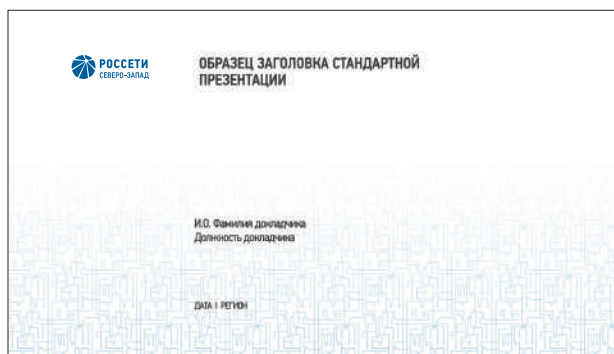 РОССЕТИ
СЕВЕРО-ЗАПАД
ОБРАЗЕЦ ЗАГОЛОВКА СТАНДАРТНОЙ
ПРЕЗЕНТАЦИИ
И.О. Фамилия докладчика
Должность докладчика
ДАТА | РЕГИОН